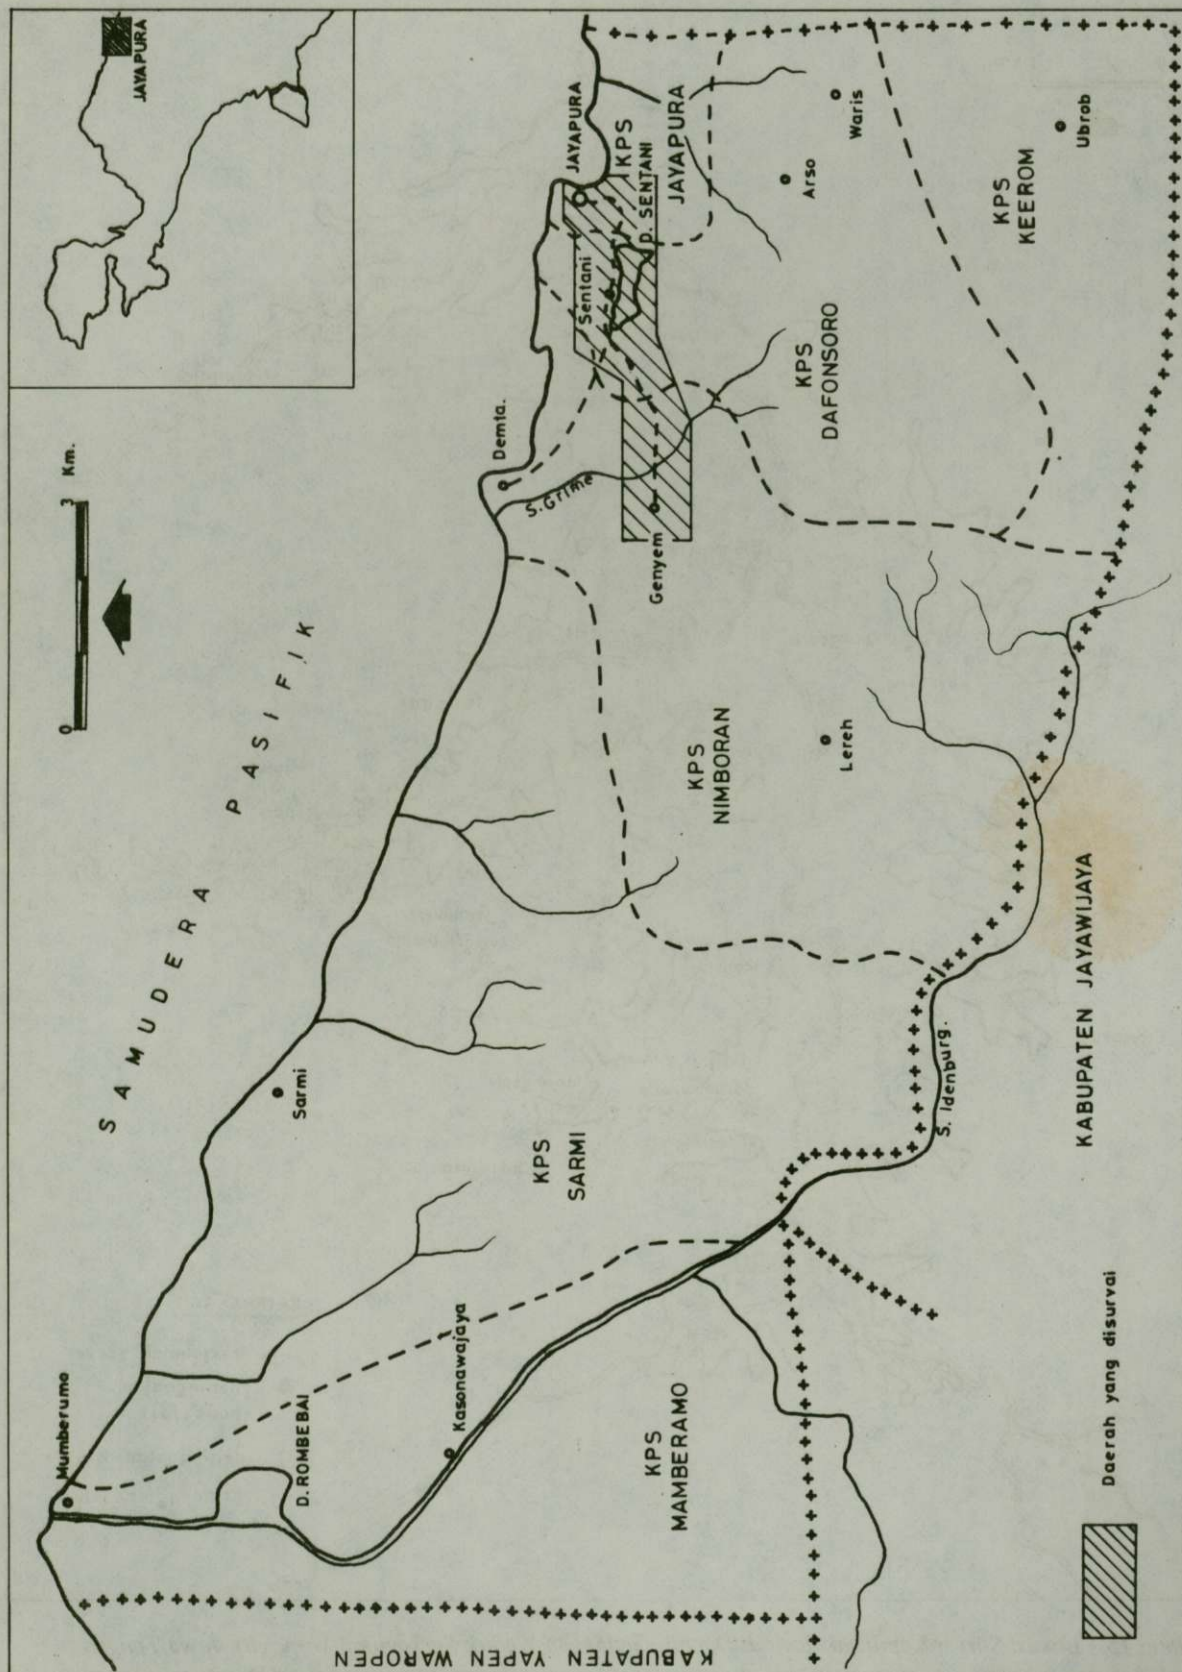 JAYAPURA
0 3 Km.
SAMUDERA PASIFIK
Mumberumo
D. ROMBEBAI
Kasonawajaya
KPS
MAMBERAMO
KABUPATEN YAPEN WAROPEN
Sarmi
KPS
SARMI
S. Idenburg.
KABUPATEN JAYAWIJAYA
KPS
NIMBORAN
Lereh
Demta.
S. Grime
Genyem
Sentani
JAYAPURA
KPS
JAYAPURA
D. SENTANI
KPS
DAFONSORO
Arso
Waris
KPS
KEEROM
Ubrob
Daerah yang disurvai